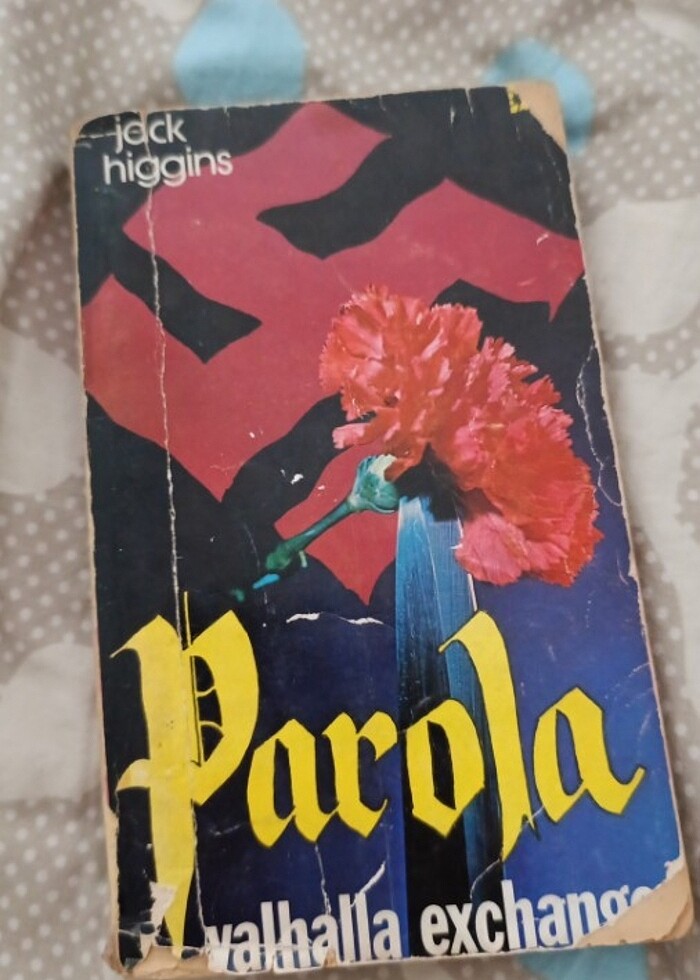 jack
higgins
Parola
valhalla exchange